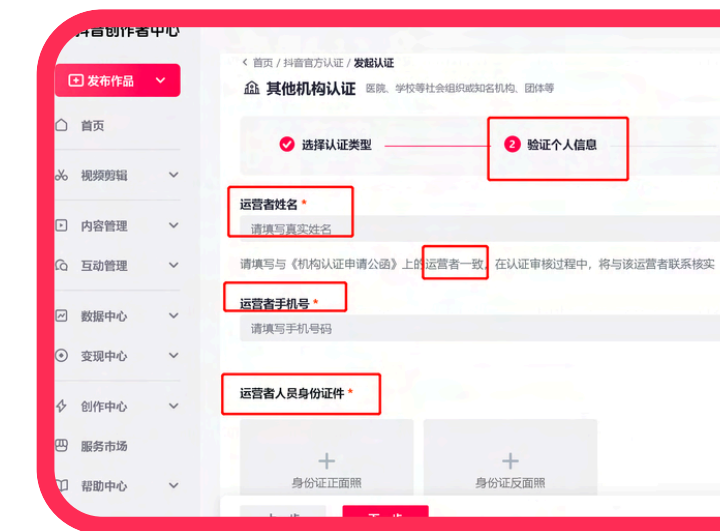 抖音创作者中心
发布作品
首页
视频剪辑
内容管理
互动管理
数据中心
变现中心
创作中心
服务市场
帮助中心
< 首页 / 抖音官方认证 / 发起认证
其他机构认证 医院、学校等社会组织或知名机构、团体等
选择认证类型
2 验证个人信息
运营者姓名 *
请填写真实姓名
请填写与《机构认证申请公函》上的运营者一致，在认证审核过程中，将与该运营者联系核实
运营者手机号 *
请填写手机号码
运营者人员身份证件 *
身份证正面照
身份证反面照
上一步
下一步